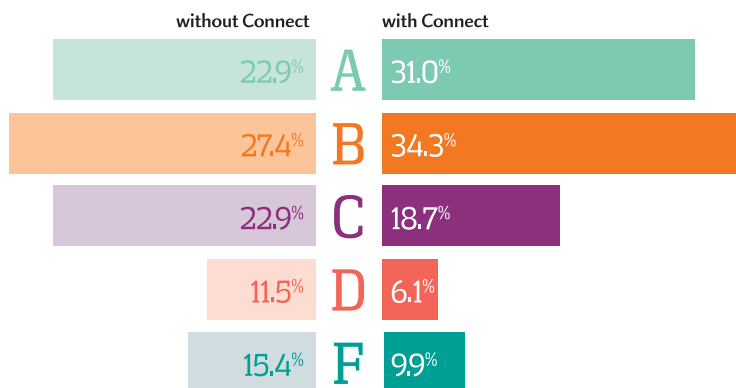 without Connect with Connect
22.9% A 31.0%
27.4% B 34.3%
22.9% C 18.7%
11.5% D 6.1%
15.4% F 9.9%